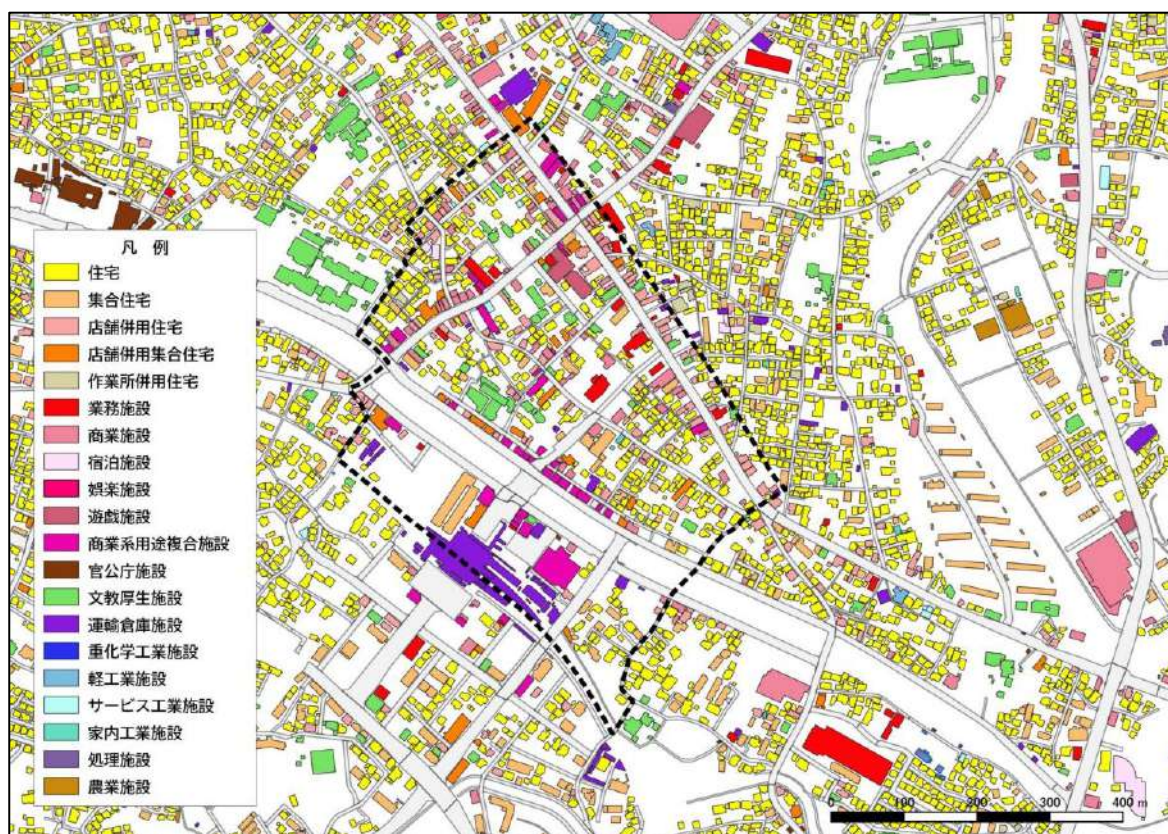 凡 例
住宅
集合住宅
店舗併用住宅
店舗併用集合住宅
作業所併用住宅
業務施設
商業施設
宿泊施設
娯楽施設
遊戯施設
商業系用途複合施設
官公庁施設
文教厚生施設
運輸倉庫施設
重化学工業施設
軽工業施設
サービス工業施設
家内工業施設
処理施設
農業施設
0 100 200 300 400 m